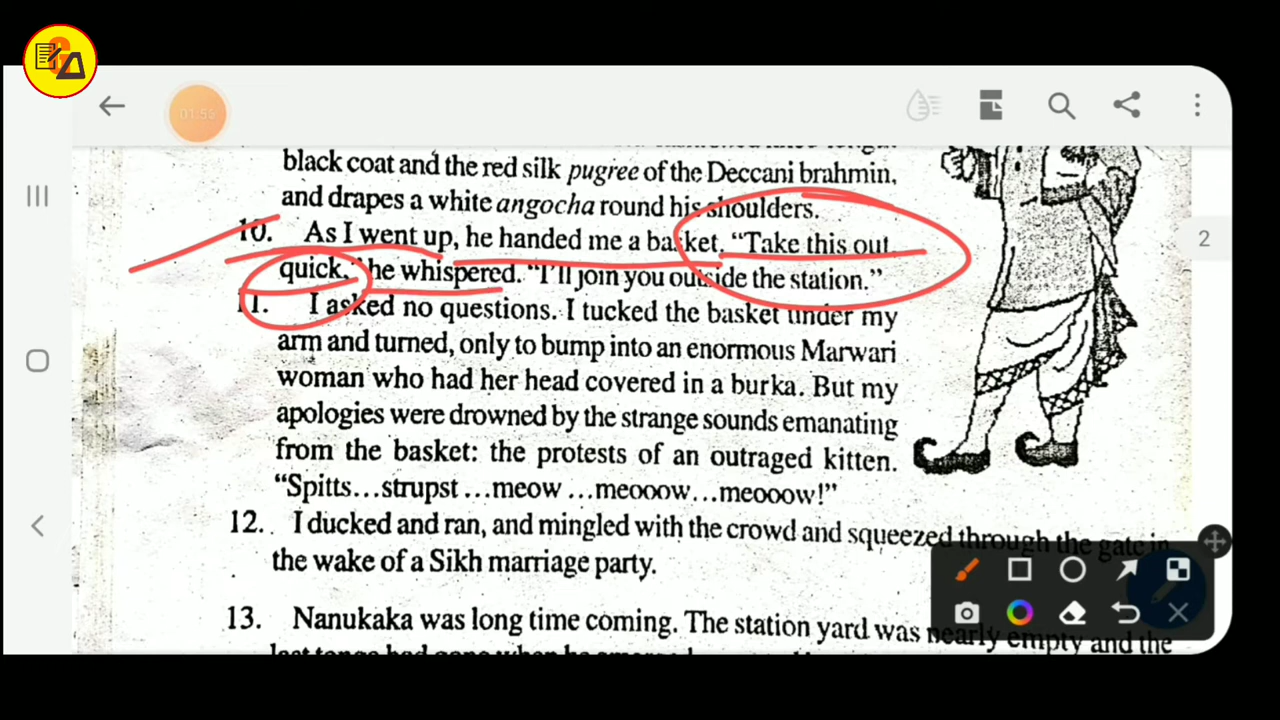 01:55
black coat and the red silk pugree of the Deccani brahmin,
and drapes a white angocha round his shoulders.
10. As I went up, he handed me a basket. “Take this out
quick,” he whispered. “I’ll join you outside the station.”
2
11. I asked no questions. I tucked the basket under my
arm and turned, only to bump into an enormous Marwari
woman who had her head covered in a burka. But my
apologies were drowned by the strange sounds emanating
from the basket: the protests of an outraged kitten.
“Spitts...strupst ...meow ...meooow...meooow!”
12. I ducked and ran, and mingled with the crowd and squeezed through the gate in
the wake of a Sikh marriage party.
13. Nanukaka was long time coming. The station yard was nearly empty and the